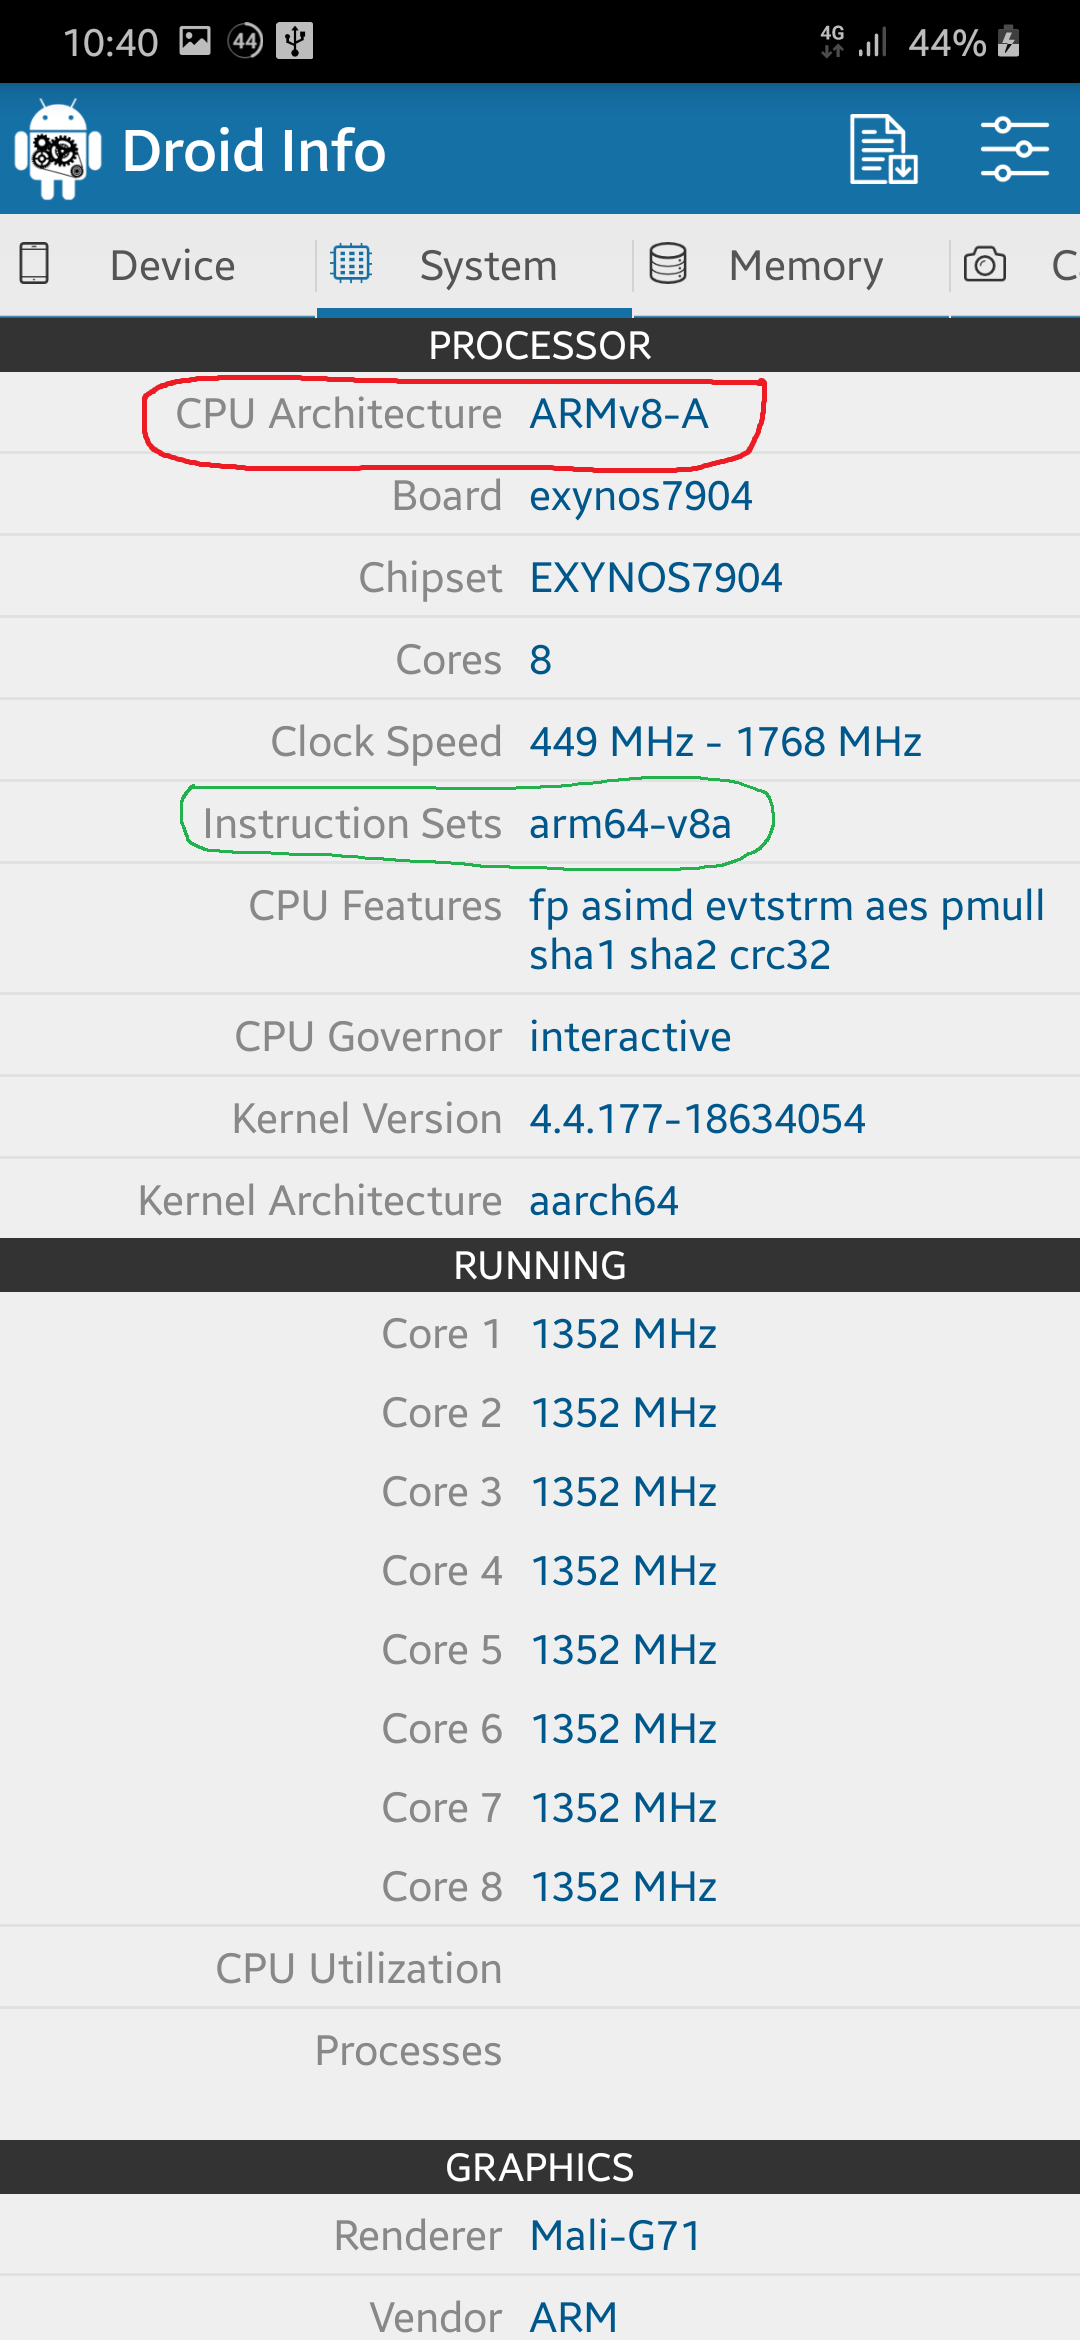 10:40 44 4G 44%
Droid Info
Device System Memory C
PROCESSOR
CPU Architecture ARMv8-A
Board exynos7904
Chipset EXYNOS7904
Cores 8
Clock Speed 449 MHz - 1768 MHz
Instruction Sets arm64-v8a
CPU Features fp asimd evtstrm aes pmull
sha1 sha2 crc32
CPU Governor interactive
Kernel Version 4.4.177-18634054
Kernel Architecture aarch64
RUNNING
Core 1 1352 MHz
Core 2 1352 MHz
Core 3 1352 MHz
Core 4 1352 MHz
Core 5 1352 MHz
Core 6 1352 MHz
Core 7 1352 MHz
Core 8 1352 MHz
CPU Utilization
Processes
GRAPHICS
Renderer Mali-G71
Vendor ARM